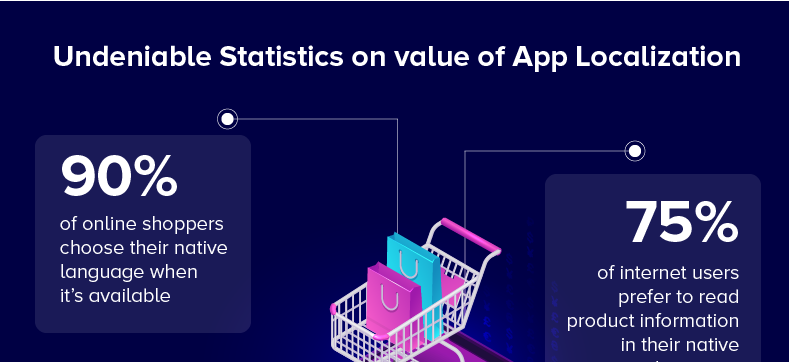 Undeniable Statistics on value of App Localization
90%
of online shoppers
choose their native
language when
it's available
75%
of internet users
prefer to read
product information
in their native